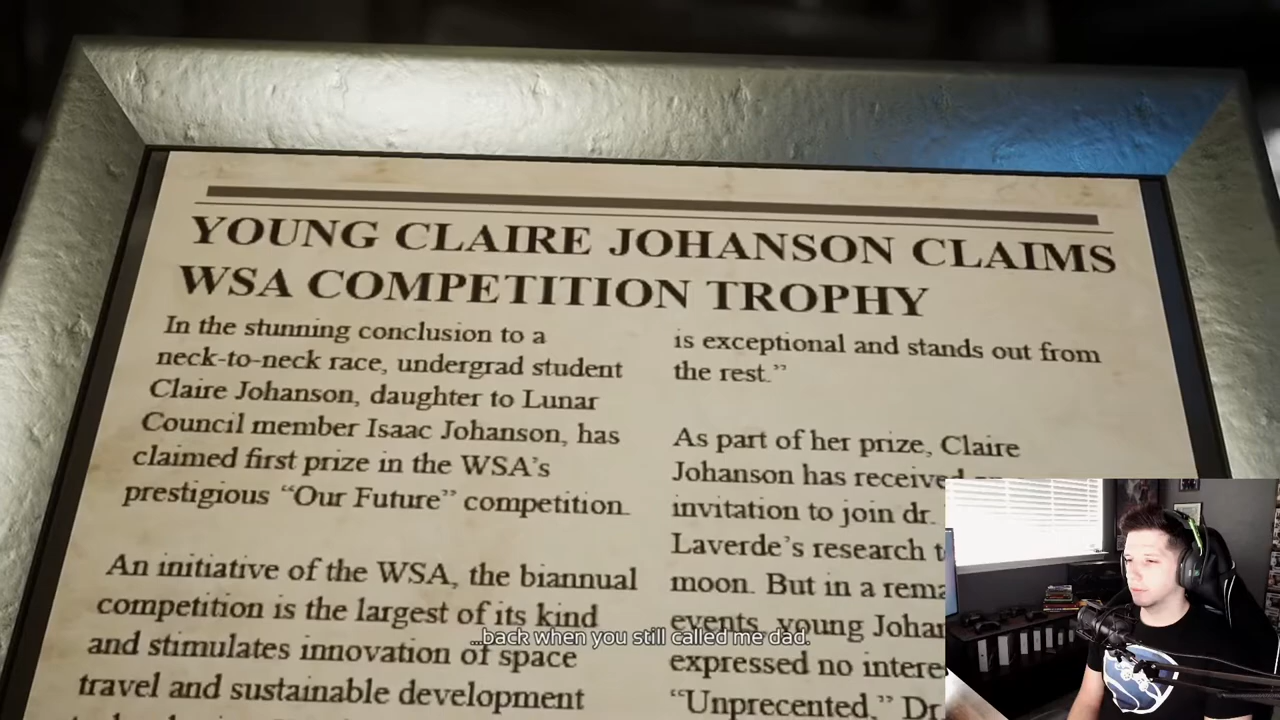 YOUNG CLAIRE JOHANSON CLAIMS
WSA COMPETITION TROPHY
In the stunning conclusion to a
neck-to-neck race, undergrad student
Claire Johanson, daughter to Lunar
Council member Isaac Johanson, has
claimed first prize in the WSA's
prestigious “Our Future” competition.
An initiative of the WSA, the biannual
competition is the largest of its kind
and stimulates innovation of space
travel and sustainable development
is exceptional and stands out from
the rest.”
As part of her prize, Claire
Johanson has received
invitation to join dr.
Laverde's research
moon. But in a
events, young
expressed no
“Unprecented,” Dr.
...back when you still called me dad.